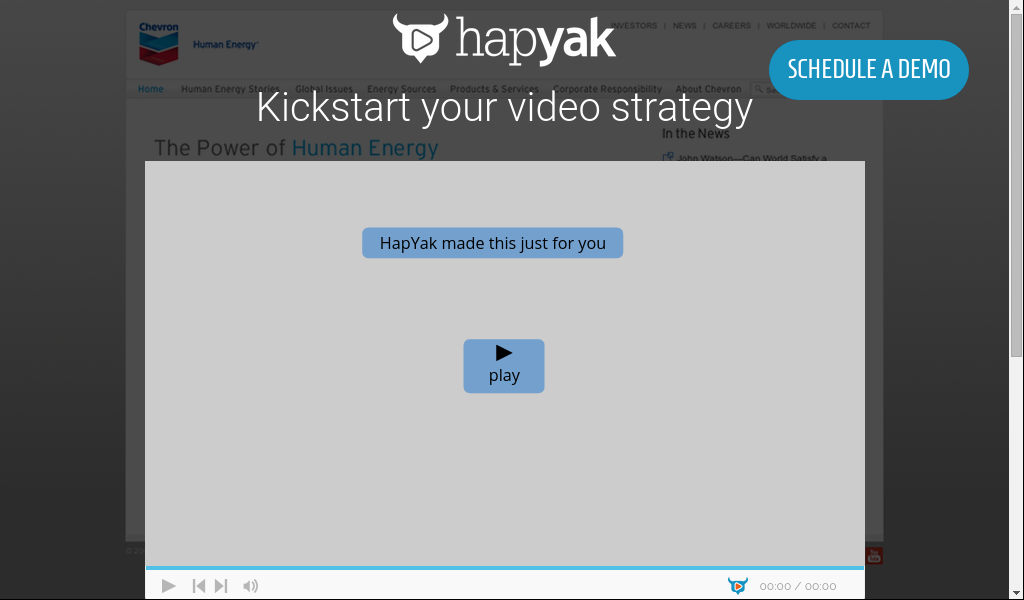 Chevron
Human Energy
hapyak
INVESTORS | NEWS | CAREERS | WORLDWIDE | CONTACT
SCHEDULE A DEMO
Home Human Energy Stories Global Issues Energy Sources Products & Services Corporate Responsibility About Chevron
Kickstart your video strategy
In the News
The Power of Human Energy
John Watson—Can World Satisfy a
HapYak made this just for you
play
You
Tube
00:00 / 00:00